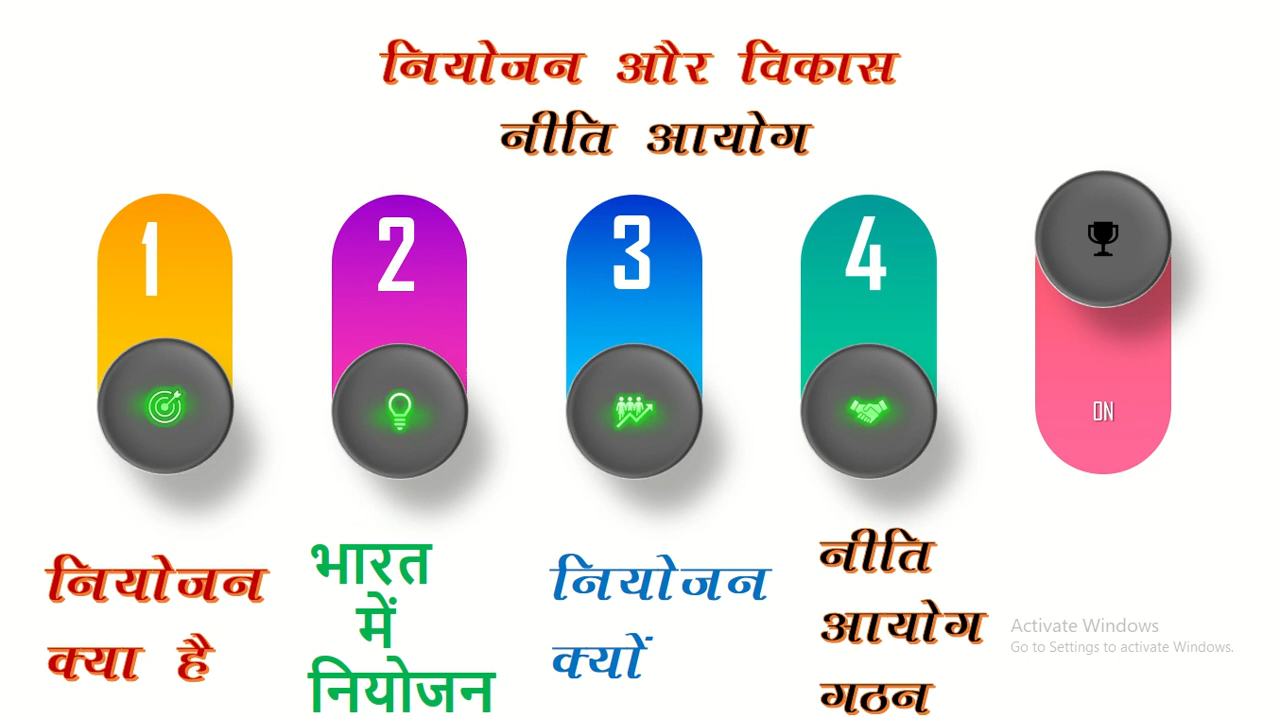 नियोजन और विकास
नीति आयोग
1
2
3
4
ON
नियोजन
क्या है
भारत
में
नियोजन
नियोजन
क्यों
नीति
आयोग
गठन
Activate Windows
Go to Settings to activate Windows.